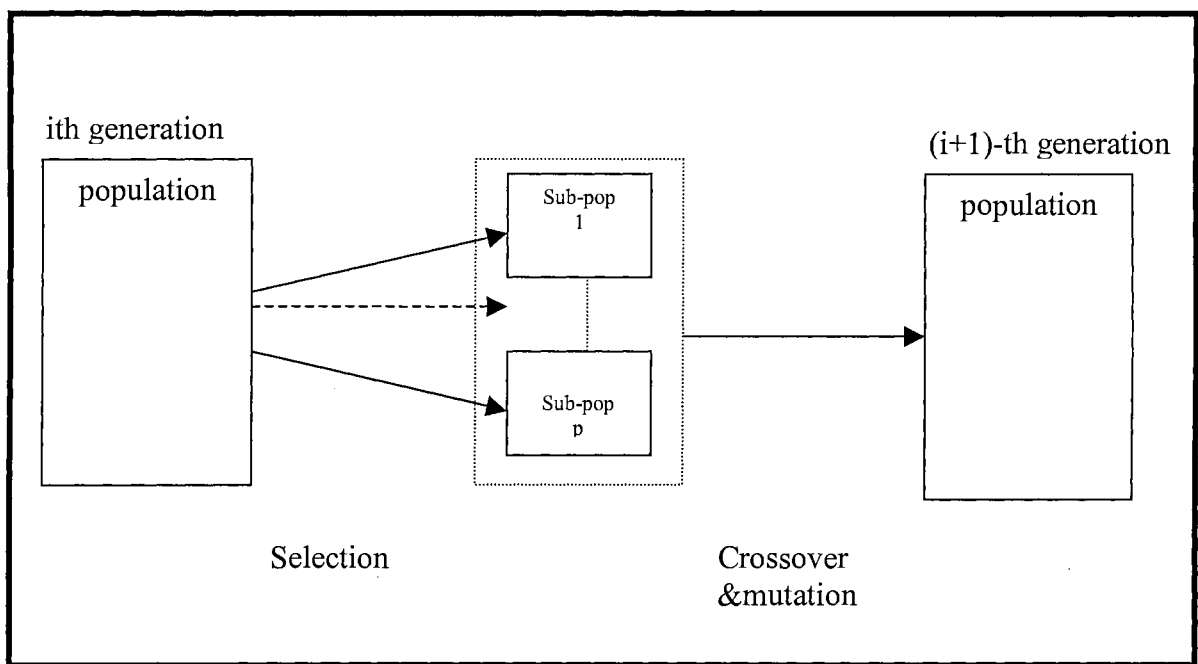 ith generation
population
Sub-pop
1
Sub-pop
p
(i+1)-th generation
population
Selection
Crossover
&mutation